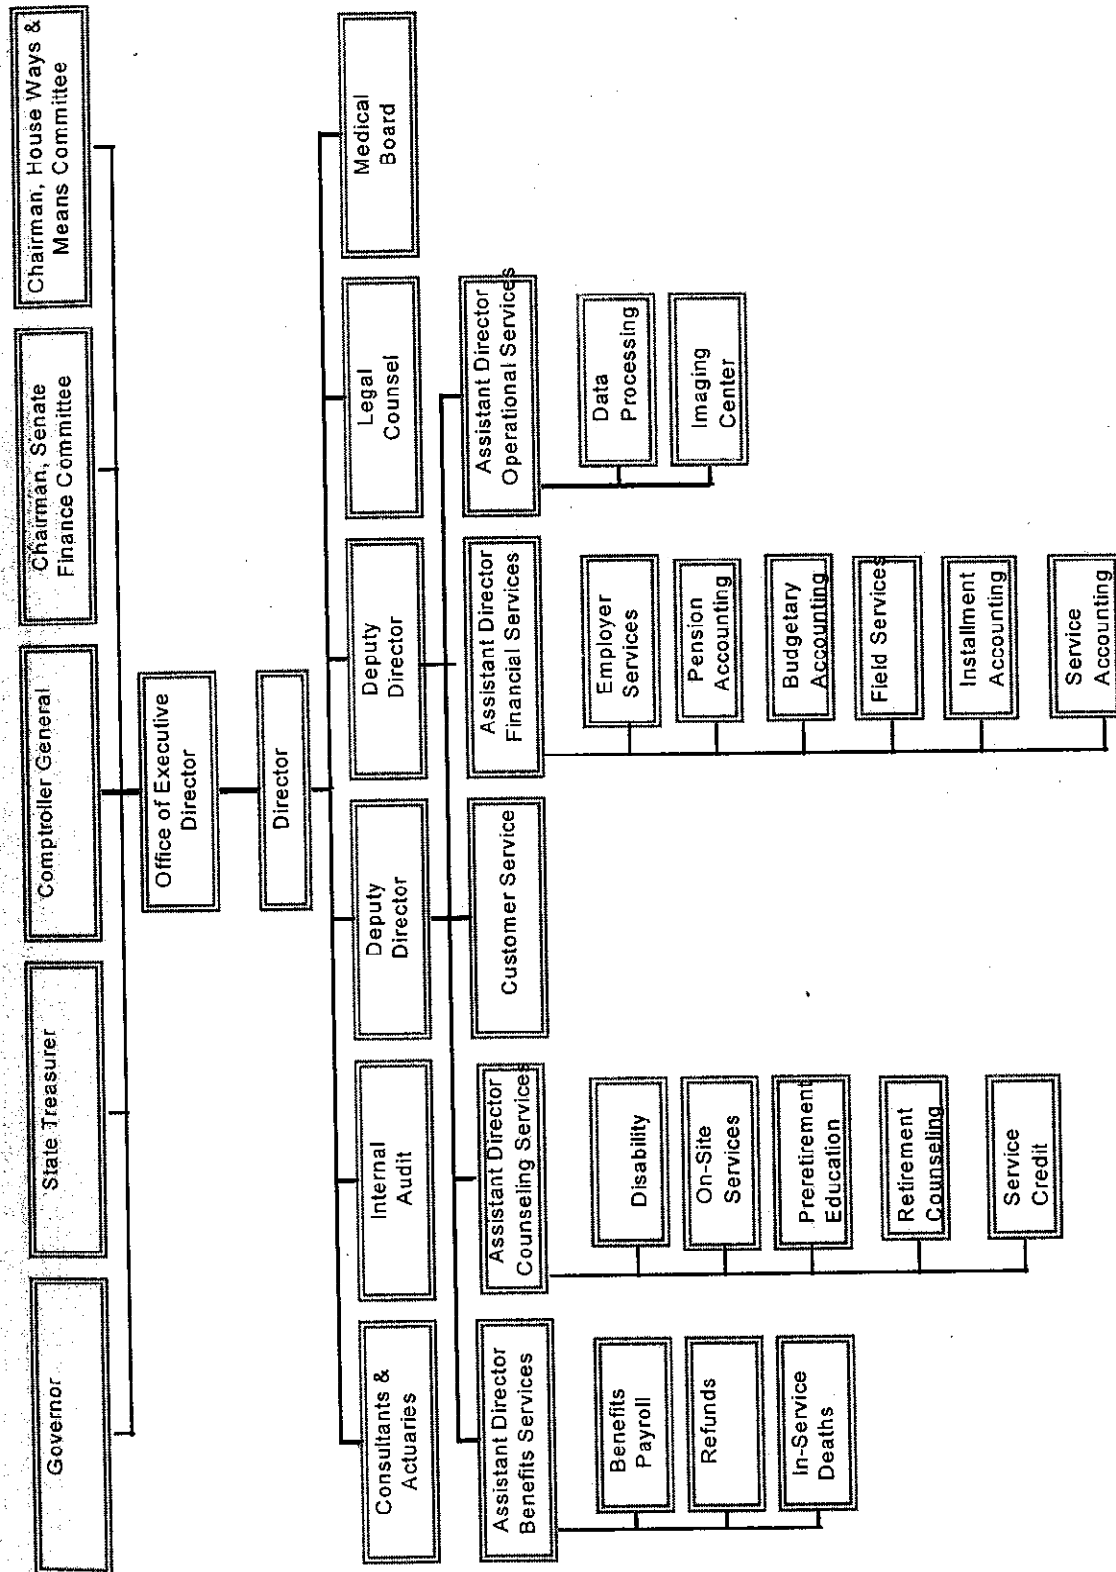 Governor
State Treasurer
Comptroller General
Chairman, Senate
Finance Committee
Chairman, House Ways &
Means Committee
Office of Executive
Director
Director
Consultants &
Actuaries
Internal
Audit
Deputy
Director
Deputy
Director
Legal
Counsel
Medical
Board
Assistant Director
Benefits Services
Assistant Director
Counseling Services
Customer Service
Assistant Director
Financial Services
Assistant Director
Operational Services
Benefits
Payroll
Refunds
In-Service
Deaths
Disability
On-Site
Services
Preretirement
Education
Retirement
Counseling
Service
Credit
Employer
Services
Pension
Accounting
Budgetary
Accounting
Field Services
Installment
Accounting
Service
Accounting
Data
Processing
Imaging
Center